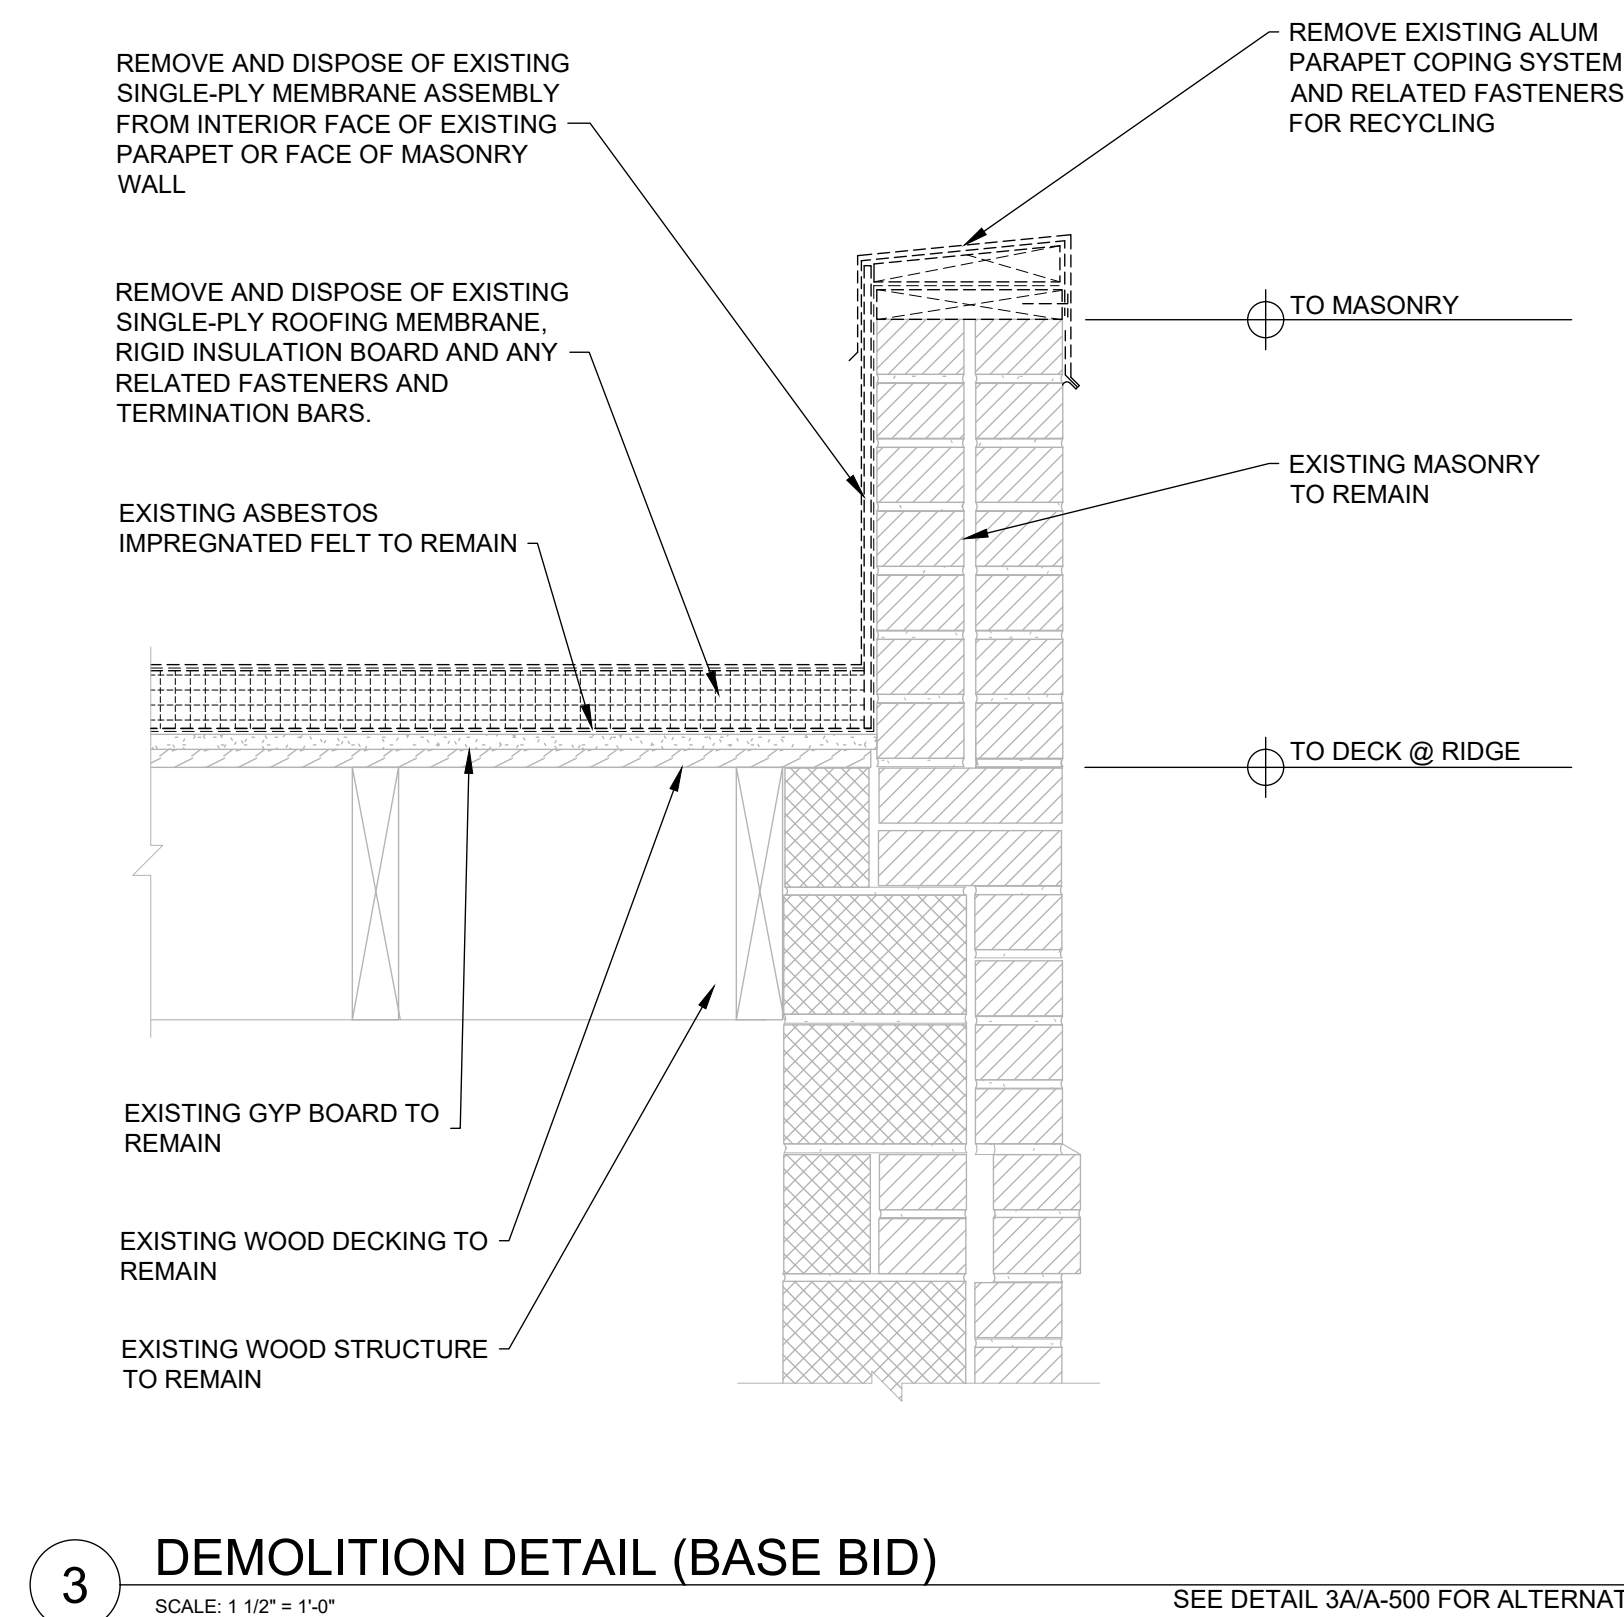 REMOVE AND DISPOSE OF EXISTING
SINGLE-PLY MEMBRANE ASSEMBLY
FROM INTERIOR FACE OF EXISTING
PARAPET OR FACE OF MASONRY
WALL
REMOVE EXISTING ALUM
PARAPET COPING SYSTEM
AND RELATED FASTENERS
FOR RECYCLING
REMOVE AND DISPOSE OF EXISTING
SINGLE-PLY ROOFING MEMBRANE,
RIGID INSULATION BOARD AND ANY
RELATED FASTENERS AND
TERMINATION BARS.
TO MASONRY
EXISTING MASONRY
TO REMAIN
EXISTING ASBESTOS
IMPREGNATED FELT TO REMAIN
TO DECK @ RIDGE
EXISTING GYP BOARD TO
REMAIN
EXISTING WOOD DECKING TO
REMAIN
EXISTING WOOD STRUCTURE
TO REMAIN
3
DEMOLITION DETAIL (BASE BID)
SCALE: 1 1/2" = 1'-0"
SEE DETAIL 3A/A-500 FOR ALTERNAT